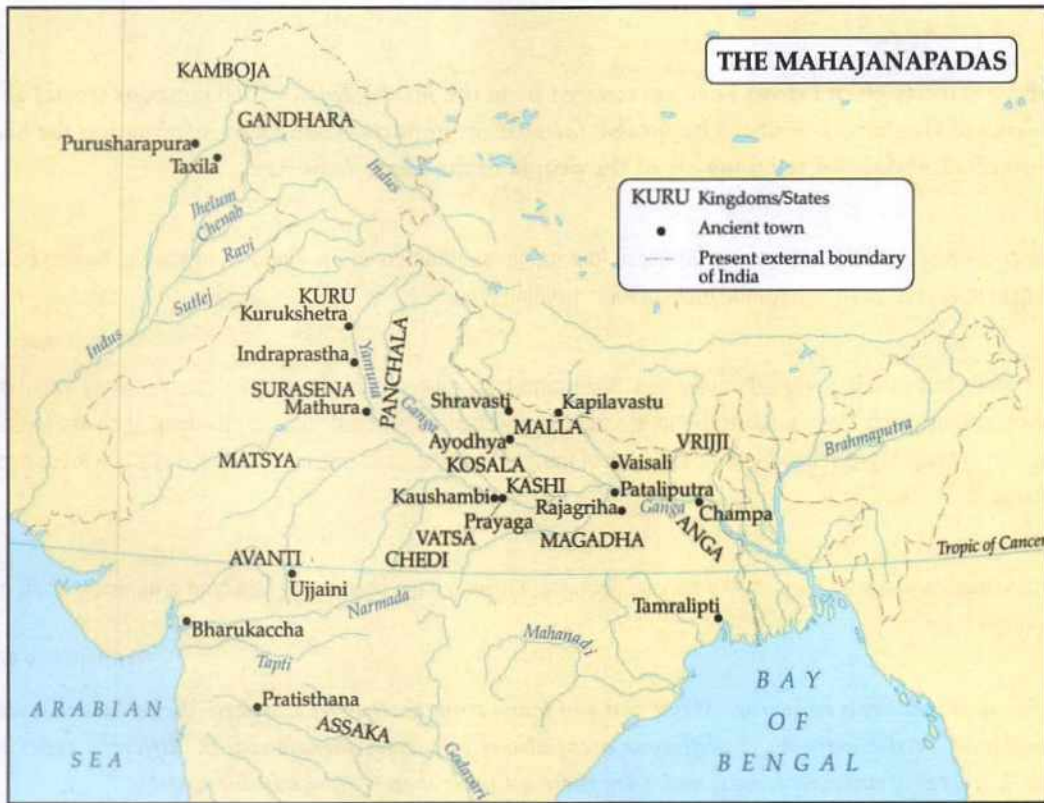 THE MAHAJANAPADAS
KAMBOJA
GANDHARA
Purusharapura
Taxila
Indus
KURU Kingdoms/States
Ancient town
Present external boundary
of India
Jhelum
Chenab
Ravi
Sutlej
Indus
KURU
Kurukshetra
Indraprastha
Yamuna
PANCHALA
SURASENA
Mathura
Ganga
Shravasti
Kapilavastu
MALLA
Ayodhya
VRIJJI
Brahmaputra
MATSYA
KOSALA
Vaisali
Kaushambi
KASHI
Pataliputra
Prayaga
Rajagriha
Ganga
Champa
ANGA
VATSA
MAGADHA
CHEDI
AVANTI
Tropic of Cancer
Ujjaini
Narmada
Tamralipti
Bharukaccha
Mahanadi
Tapti
Pratisthana
ASSAKA
Godavari
ARABIAN
SEA
BAY
OF
BENGAL